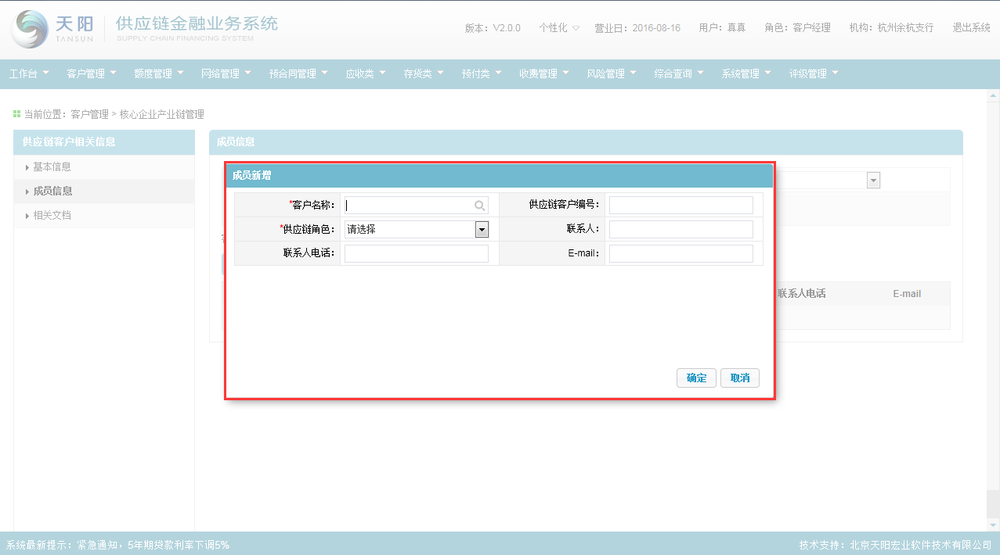 天阳
TANSUN
供应链金融业务系统
SUPPLY CHAIN FINANCING SYSTEM
版本：V2.0.0 个性化 营业日：2016-08-16 用户：真真 角色：客户经理 机构：杭州余杭支行 退出系统
工作台 客户管理 额度管理 网络管理 预合同管理 应收类 存货类 预付类 收费管理 风险管理 综合查询 系统管理 评级管理
当前位置：客户管理 > 核心企业产业链管理
供应链客户相关信息
基本信息
成员信息
相关文档
成员信息
成员新增
*客户名称： 供应链客户编号：
*供应链角色： 请选择 联系人：
联系人电话： E-mail：
联系人电话 E-mail
确定 取消
系统最新提示：紧急通知，5年期贷款利率下调5%
技术支持：北京天阳宏业软件技术有限公司